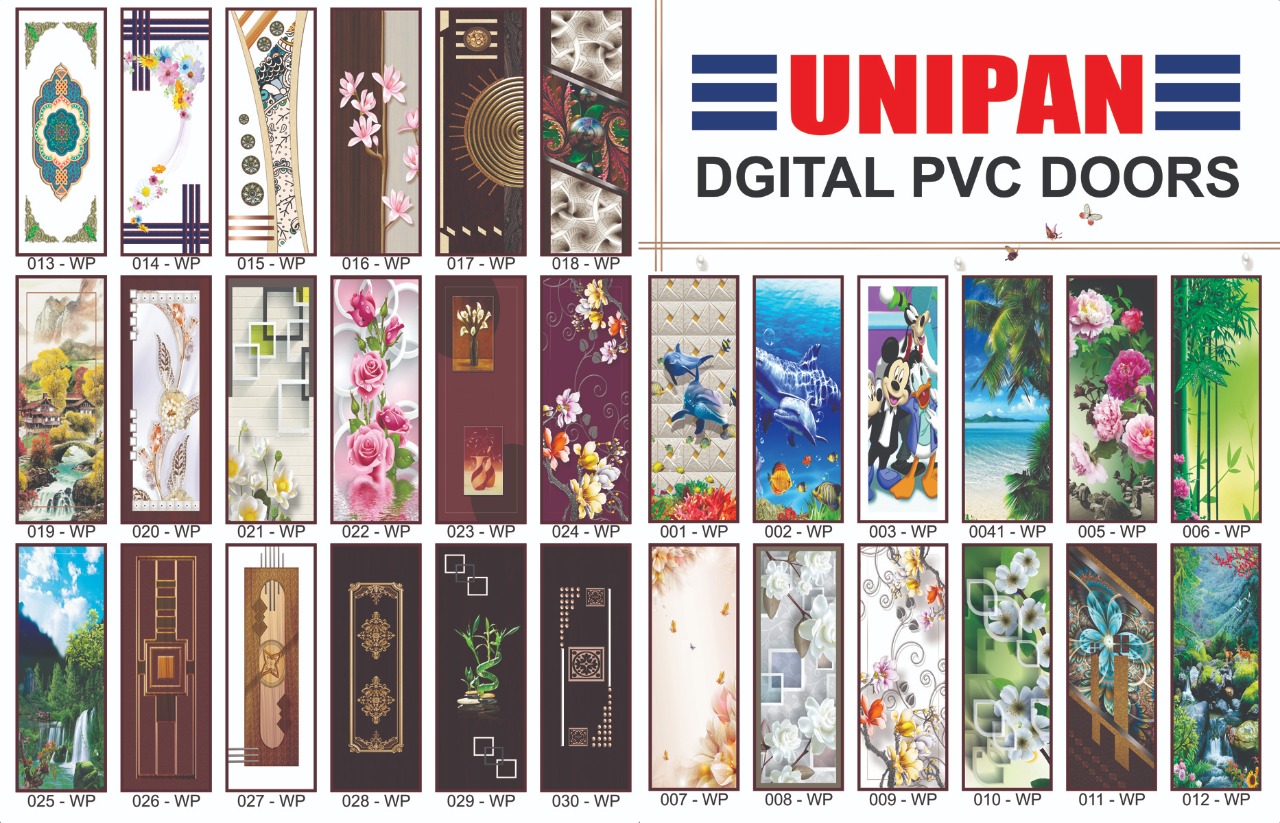 UNIPAN
DGITAL PVC DOORS
013 - WP 014 - WP 015 - WP 016 - WP 017 - WP 018 - WP
019 - WP 020 - WP 021 - WP 022 - WP 023 - WP 024 - WP 001 - WP 002 - WP 003 - WP 0041 - WP 005 - WP 006 - WP
025 - WP 026 - WP 027 - WP 028 - WP 029 - WP 030 - WP 007 - WP 008 - WP 009 - WP 010 - WP 011 - WP 012 - WP